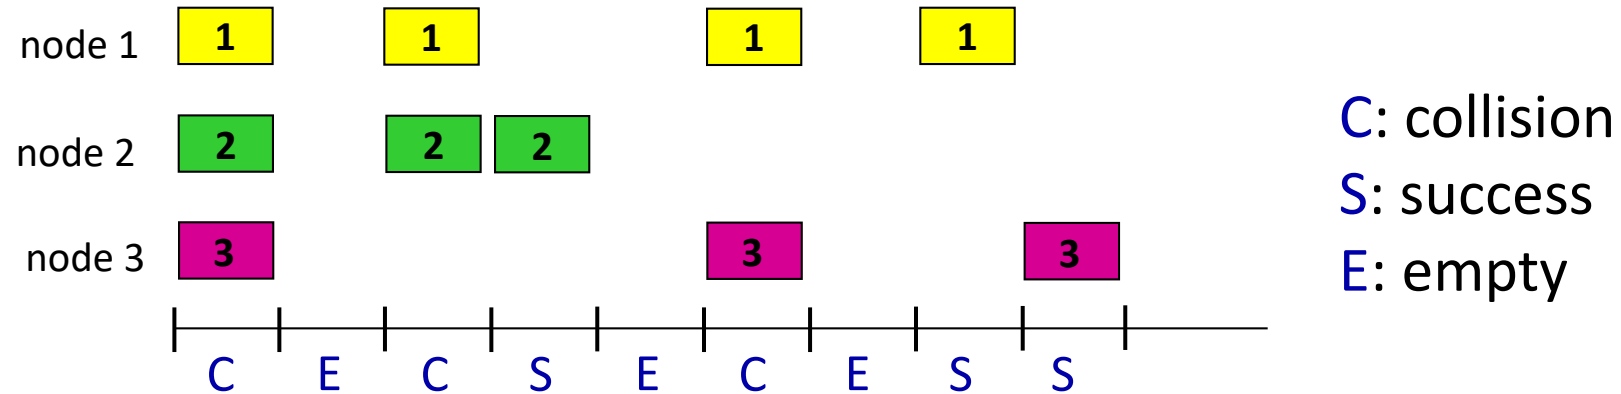 node 1 1 1 1 1
node 2 2 2 2
node 3 3 3 3
C E C S E C E S S
C: collision
S: success
E: empty